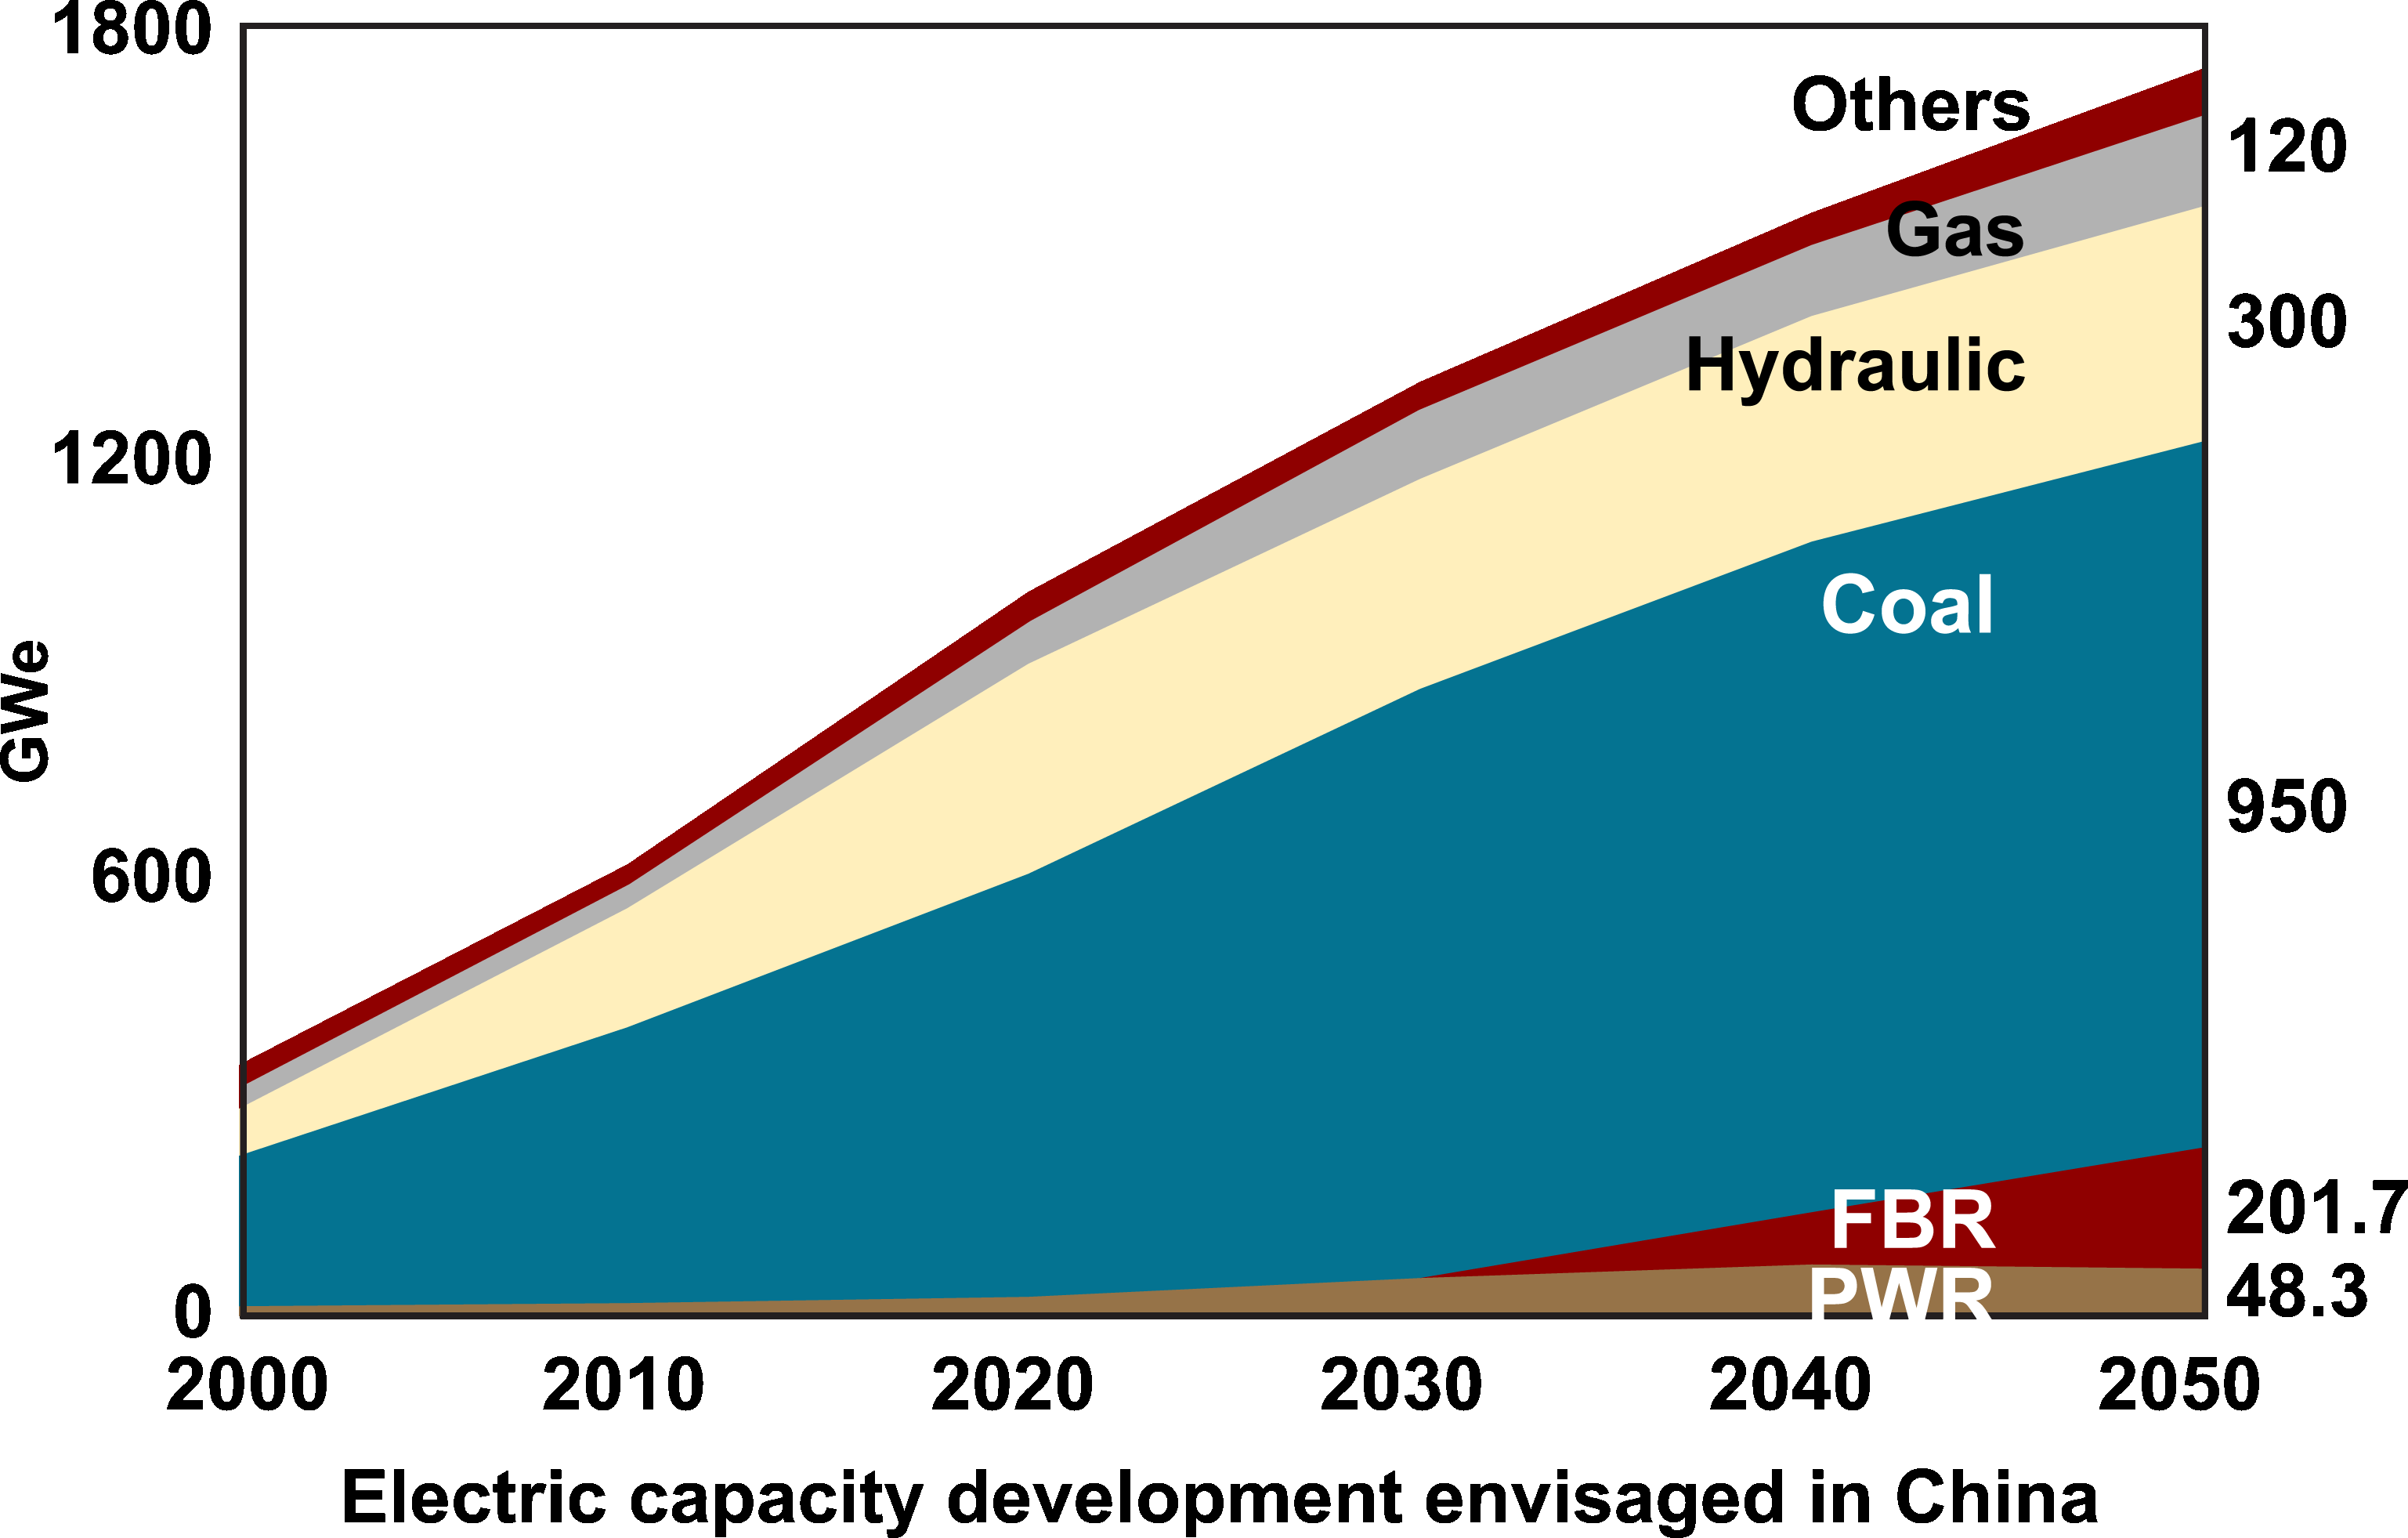 1800
Others
120
Gas
300
Hydraulic
1200
Coal
GWe
950
600
FBR
201.7
PWR
48.3
0
2000 2010 2020 2030 2040 2050
Electric capacity development envisaged in China